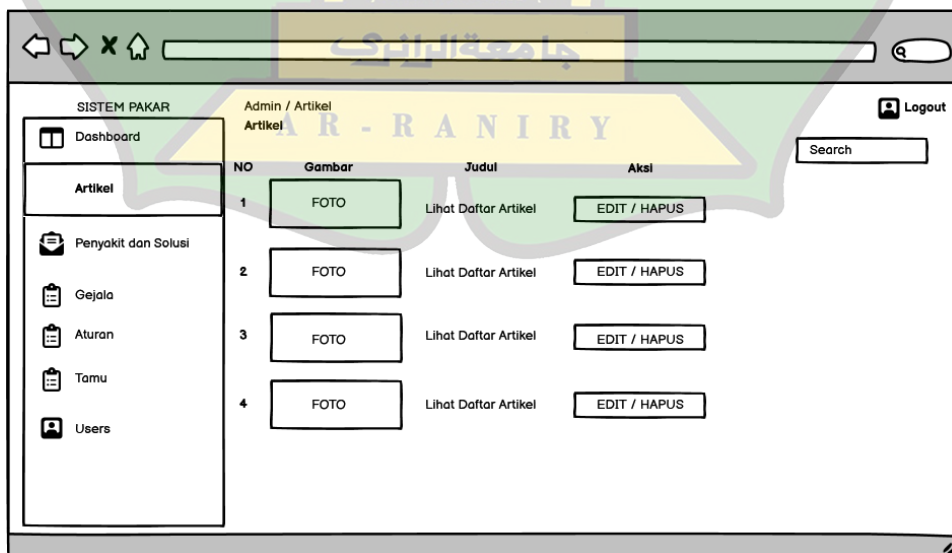 جامعة الرانري
AR - RANIRY
SISTEM PAKAR
Dashboard
Artikel
Penyakit dan Solusi
Gejala
Aturan
Tamu
Users
Admin / Artikel
Artikel
Logout
Search
NO Gambar Judul Aksi
1 FOTO Lihat Daftar Artikel EDIT / HAPUS
2 FOTO Lihat Daftar Artikel EDIT / HAPUS
3 FOTO Lihat Daftar Artikel EDIT / HAPUS
4 FOTO Lihat Daftar Artikel EDIT / HAPUS